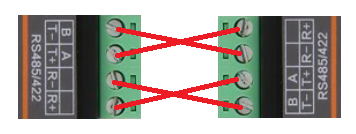 B A
T- T+ R- R+
RS485/422
B A
T- T+ R- R+
RS485/422